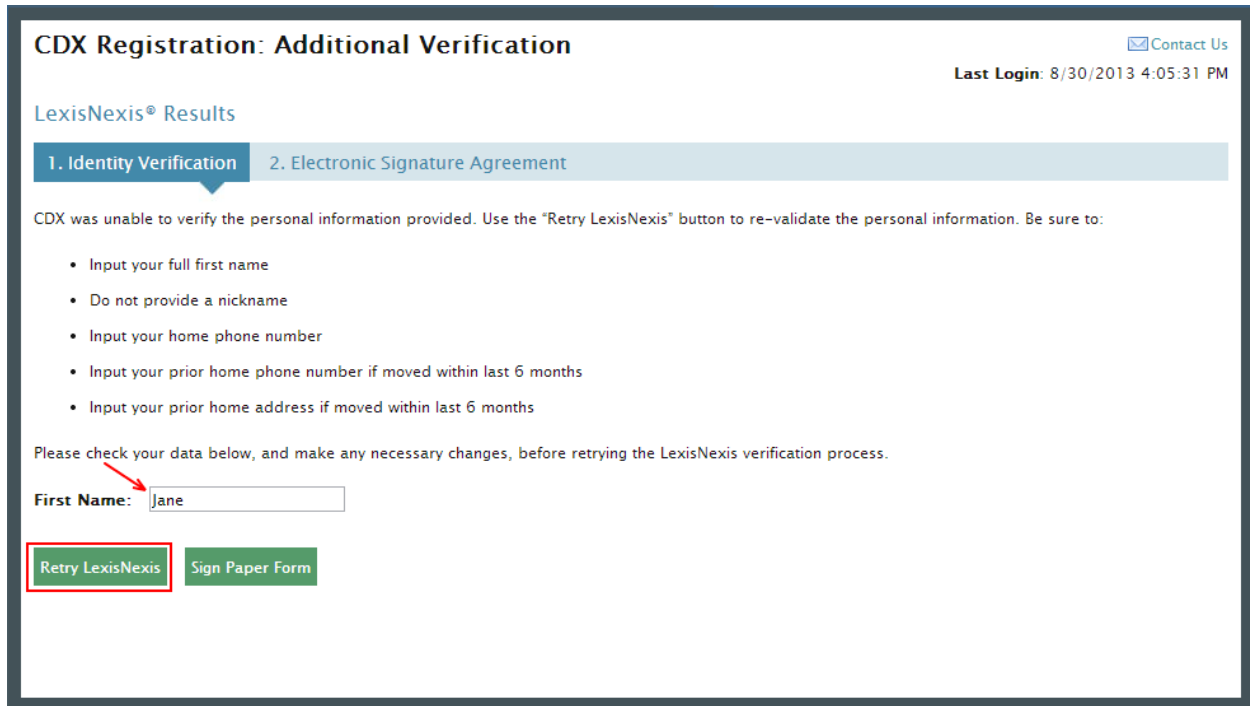 CDX Registration: Additional Verification
Contact Us
Last Login: 8/30/2013 4:05:31 PM
LexisNexis® Results
1. Identity Verification 2. Electronic Signature Agreement
CDX was unable to verify the personal information provided. Use the “Retry LexisNexis” button to re-validate the personal information. Be sure to:
• Input your full first name
• Do not provide a nickname
• Input your home phone number
• Input your prior home phone number if moved within last 6 months
• Input your prior home address if moved within last 6 months
Please check your data below, and make any necessary changes, before retrying the LexisNexis verification process.
First Name: Jane
Retry LexisNexis Sign Paper Form